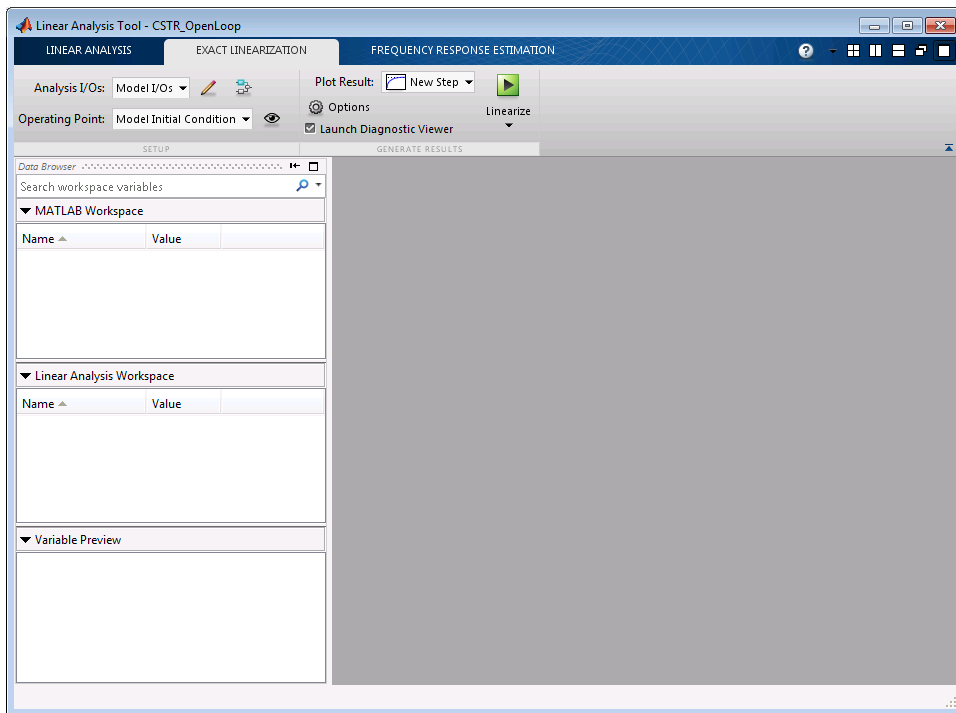 Linear Analysis Tool - CSTR_OpenLoop
LINEAR ANALYSIS
EXACT LINEARIZATION
FREQUENCY RESPONSE ESTIMATION
Analysis I/Os: Model I/Os
Operating Point: Model Initial Condition
SETUP
Plot Result: New Step
Options
Launch Diagnostic Viewer
Linearize
GENERATE RESULTS
Data Browser
Search workspace variables
MATLAB Workspace
Name Value
Linear Analysis Workspace
Name Value
Variable Preview